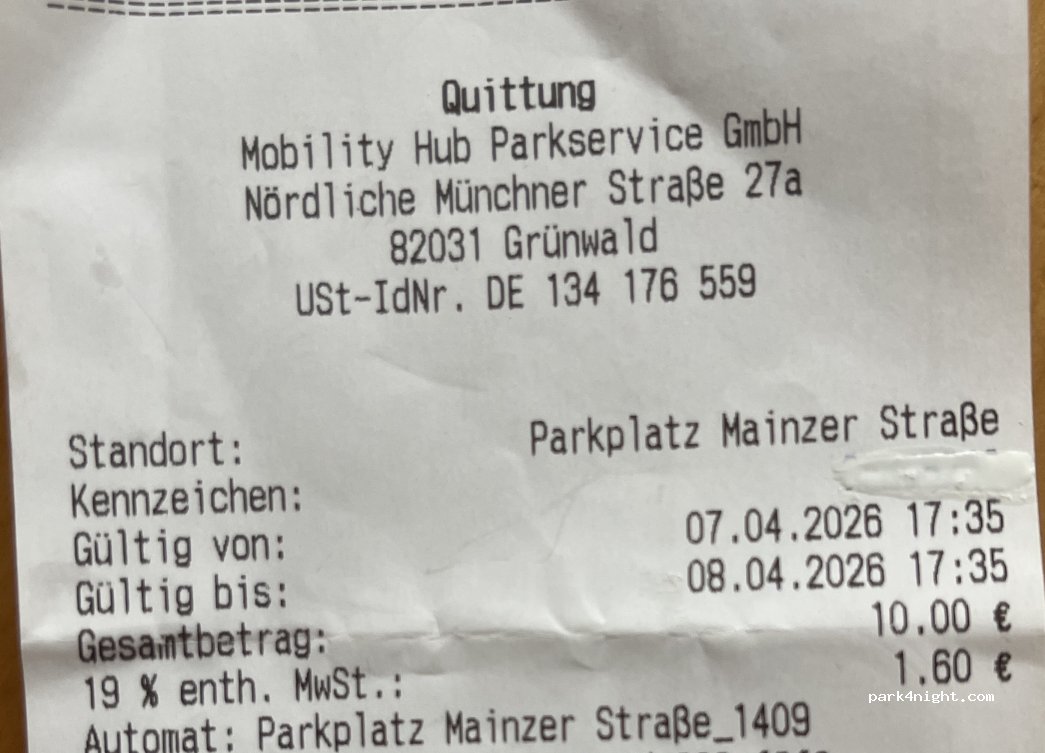 Quittung
Mobility Hub Parkservice GmbH
Nördliche Münchner Straße 27a
82031 Grünwald
USt-IdNr. DE 134 176 559
Standort: Parkplatz Mainzer Straße
Kennzeichen:
Gültig von: 07.04.2026 17:35
Gültig bis: 08.04.2026 17:35
Gesamtbetrag: 10.00 €
19 % enth. MwSt.: 1.60 €
park4night.com
Automat: Parkplatz Mainzer Straße_1409